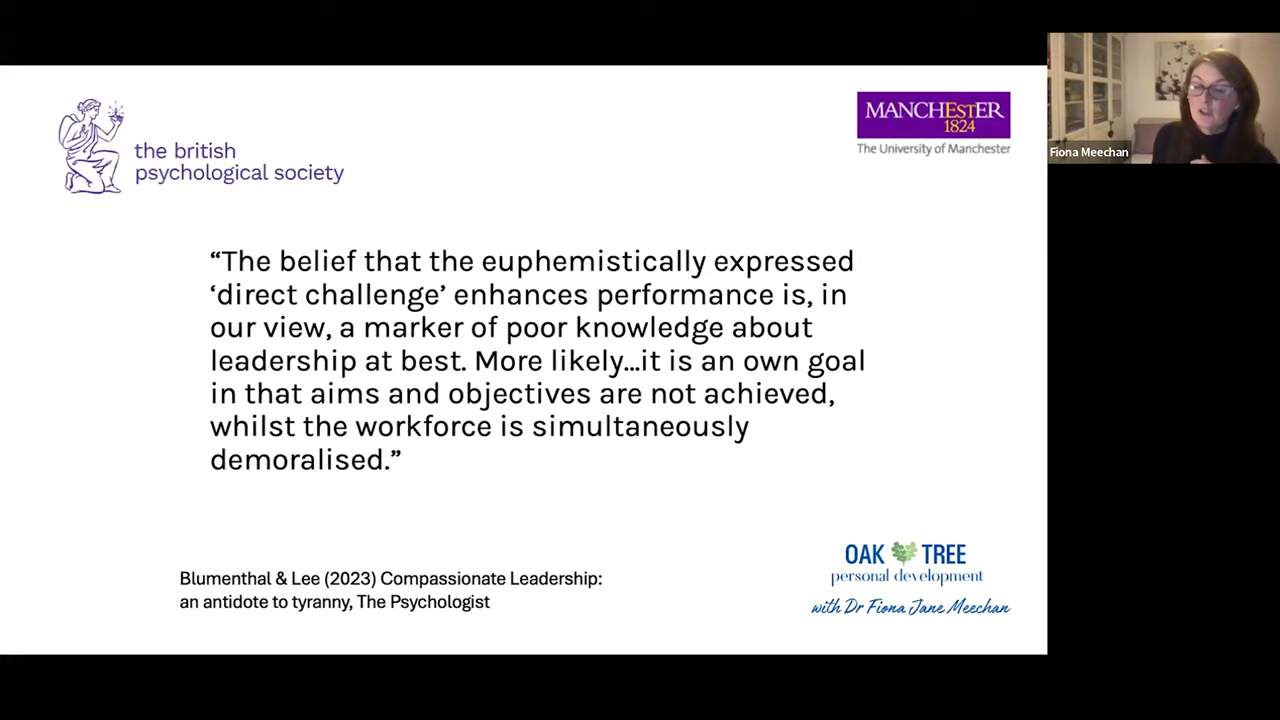 the british
psychological society
MANCHESTER
1824
The University of Manchester
Fiona Meechan
“The belief that the euphemistically expressed
‘direct challenge’ enhances performance is, in
our view, a marker of poor knowledge about
leadership at best. More likely...it is an own goal
in that aims and objectives are not achieved,
whilst the workforce is simultaneously
demoralised.”
Blumenthal & Lee (2023) Compassionate Leadership:
an antidote to tyranny, The Psychologist
OAK TREE
personal development
with Dr Fiona Jane Meechan